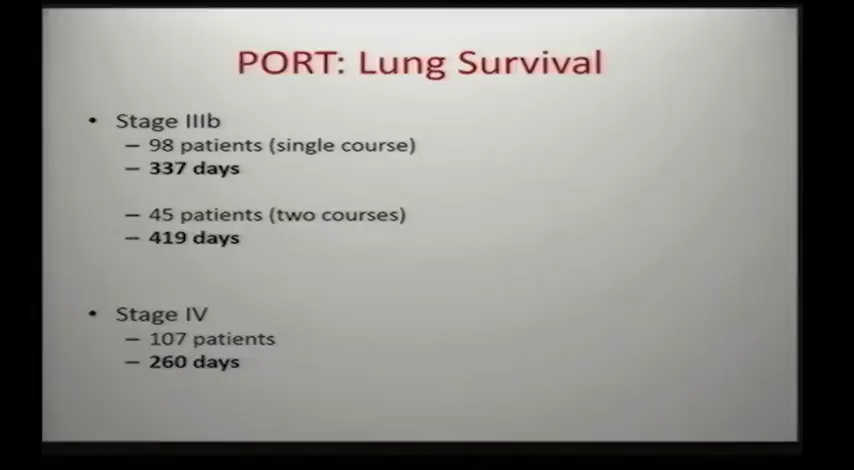 PORT: Lung Survival
• Stage IIIb
– 98 patients (single course)
– 337 days
– 45 patients (two courses)
– 419 days
• Stage IV
– 107 patients
– 260 days